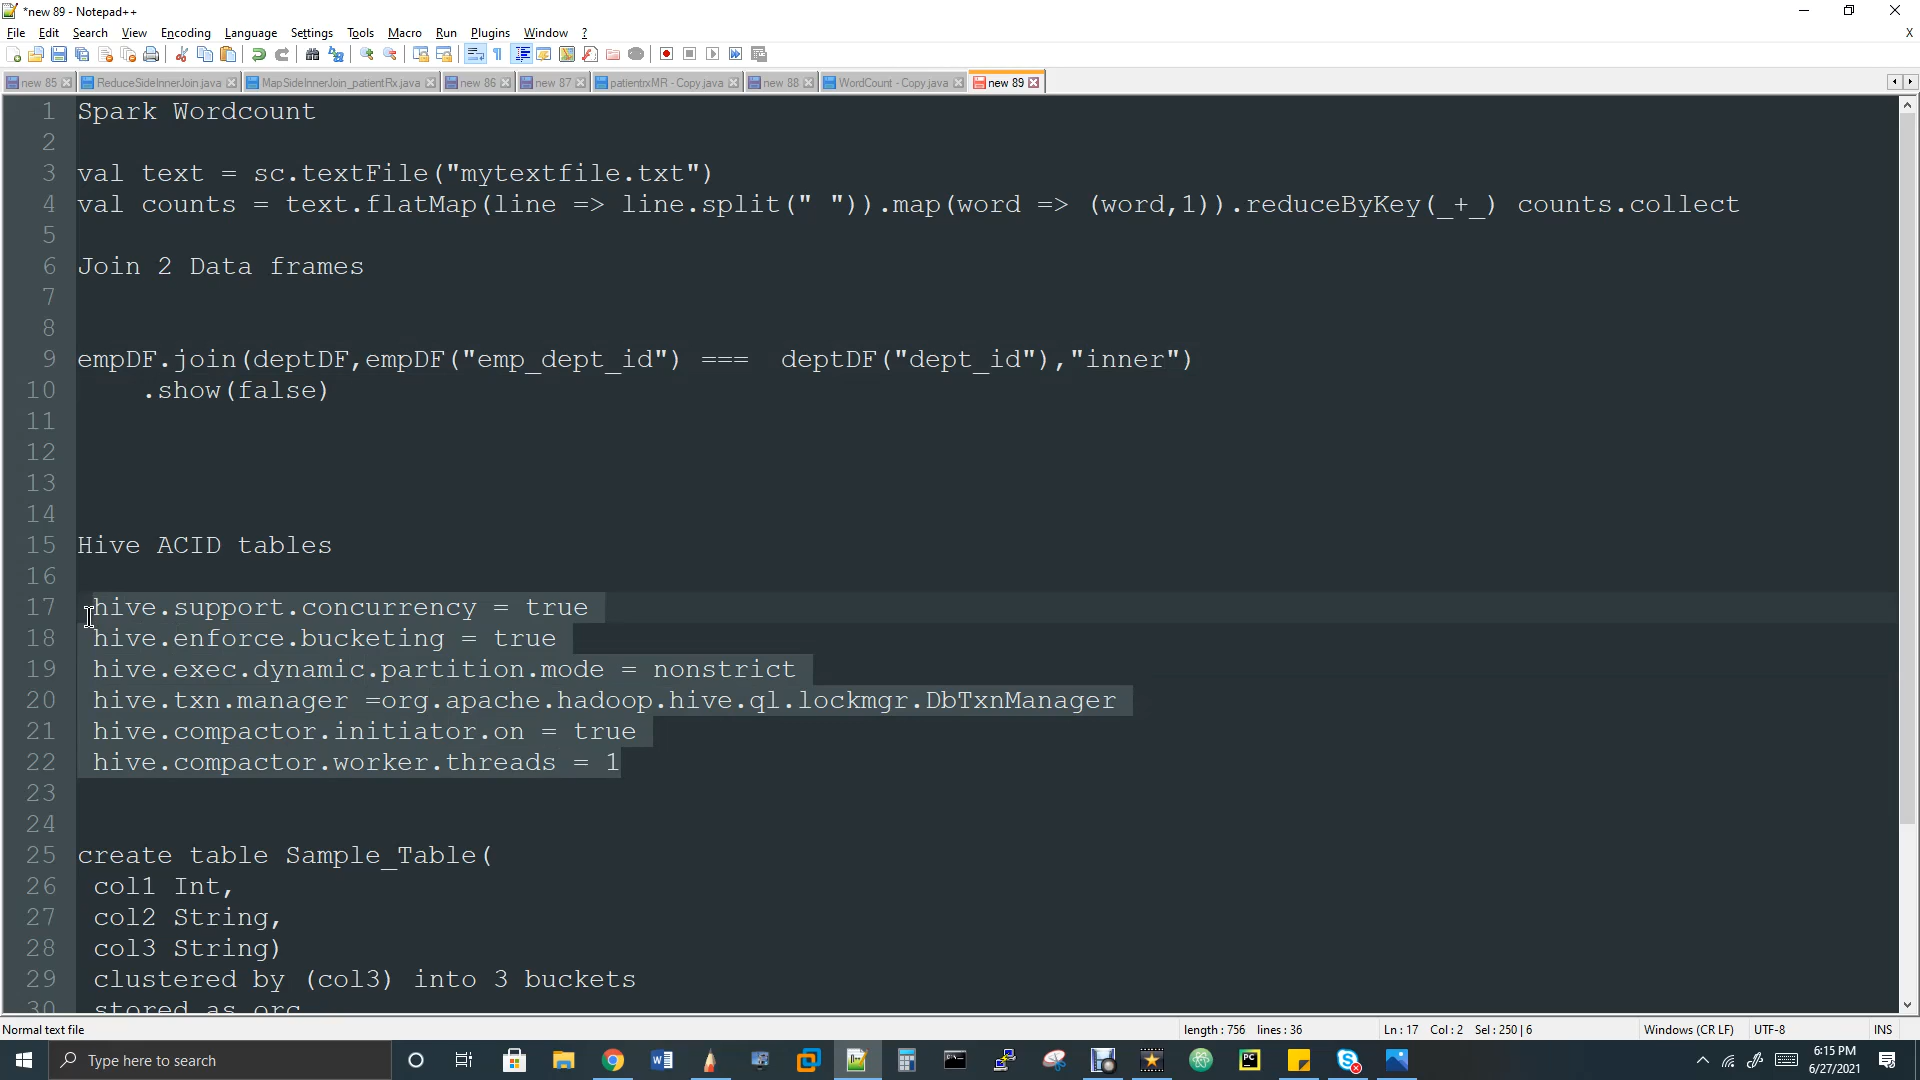 *new 89 - Notepad++
File Edit Search View Encoding Language Settings Tools Macro Run Plugins Window ? X
new 85 ReduceSideInnerJoin.java MapSideInnerJoin_patientRx.java new 86 new 87 patientrxMR - Copy.java new 88 WordCount - Copy.java new 89
1 Spark Wordcount
2
3 val text = sc.textFile("mytextfile.txt")
4 val counts = text.flatMap(line => line.split(" ")).map(word => (word,1)).reduceByKey(_+_) counts.collect
5
6 Join 2 Data frames
7
8
9 empDF.join(deptDF,empDF("emp_dept_id") ===  deptDF("dept_id"),"inner")
10     .show(false)
11
12
13
14
15 Hive ACID tables
16
17  hive.support.concurrency = true
18  hive.enforce.bucketing = true
19  hive.exec.dynamic.partition.mode = nonstrict
20  hive.txn.manager =org.apache.hadoop.hive.ql.lockmgr.DbTxnManager
21  hive.compactor.initiator.on = true
22  hive.compactor.worker.threads = 1
23
24
25 create table Sample_Table(
26  col1 Int,
27  col2 String,
28  col3 String)
29  clustered by (col3) into 3 buckets
30  stored as orc
Normal text file length : 756 lines : 36 Ln : 17 Col : 2 Sel : 250 | 6 Windows (CR LF) UTF-8 INS
Type here to search
6:15 PM
6/27/2021